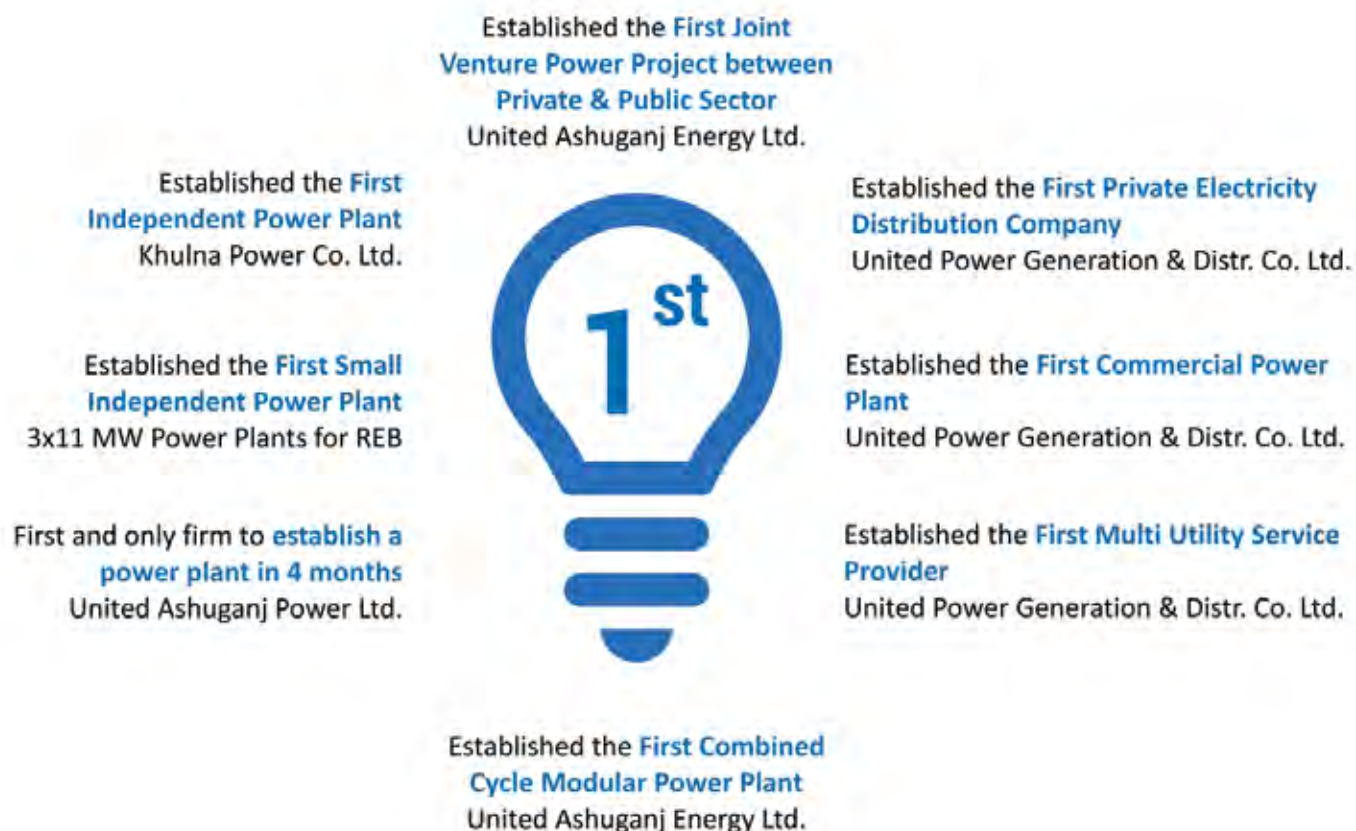 Established the First Joint
Venture Power Project between
Private & Public Sector
United Ashuganj Energy Ltd.
Established the First
Independent Power Plant
Khulna Power Co. Ltd.
Established the First Private Electricity
Distribution Company
United Power Generation & Distr. Co. Ltd.
1st
Established the First Small
Independent Power Plant
3x11 MW Power Plants for REB
Established the First Commercial Power
Plant
United Power Generation & Distr. Co. Ltd.
First and only firm to establish a
power plant in 4 months
United Ashuganj Power Ltd.
Established the First Multi Utility Service
Provider
United Power Generation & Distr. Co. Ltd.
Established the First Combined
Cycle Modular Power Plant
United Ashuganj Energy Ltd.